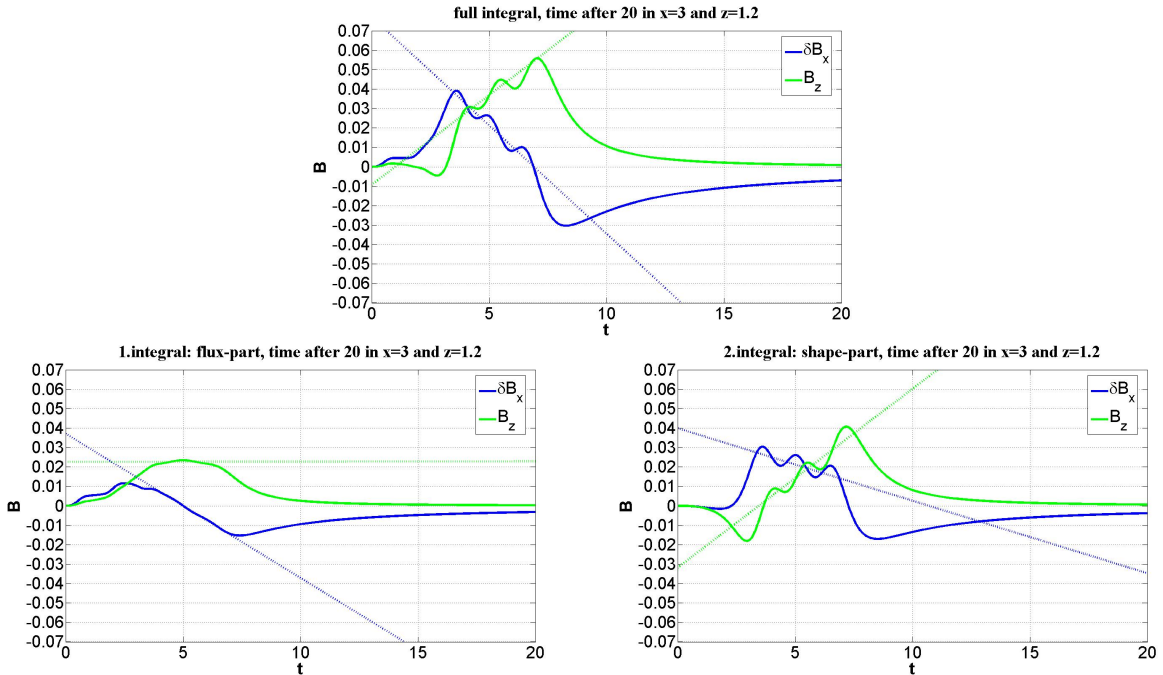 full integral, time after 20 in x=3 and z=1.2
0.07
0.06
0.05
0.04
0.03
0.02
0.01
0
-0.01
-0.02
-0.03
-0.04
-0.05
-0.06
-0.07
B
δBx
Bz
0 5 10 15 20
t
1.integral: flux-part, time after 20 in x=3 and z=1.2
0.07
0.06
0.05
0.04
0.03
0.02
0.01
0
-0.01
-0.02
-0.03
-0.04
-0.05
-0.06
-0.07
B
δBx
Bz
0 5 10 15 20
t
2.integral: shape-part, time after 20 in x=3 and z=1.2
0.07
0.06
0.05
0.04
0.03
0.02
0.01
0
-0.01
-0.02
-0.03
-0.04
-0.05
-0.06
-0.07
B
δBx
Bz
0 5 10 15 20
t